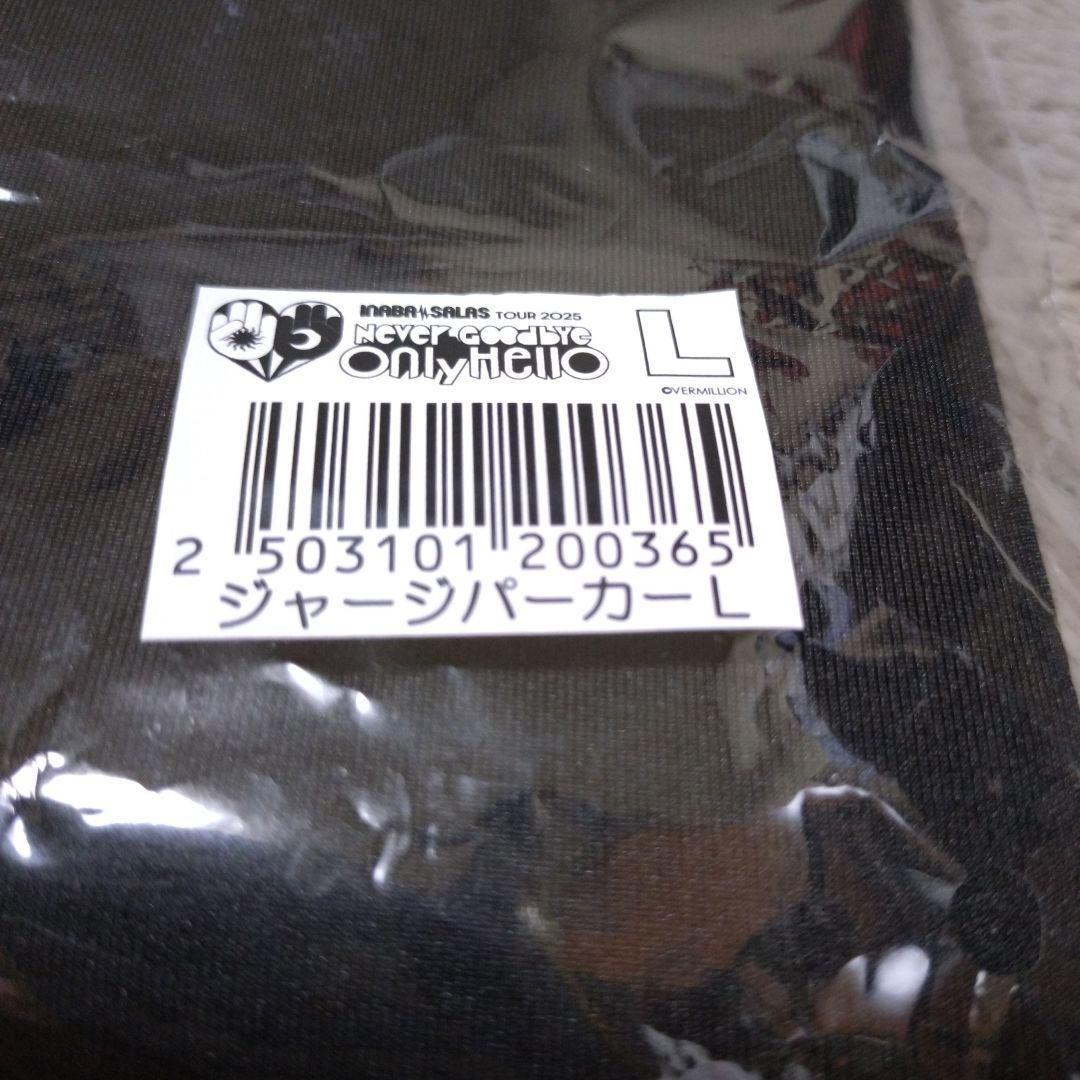 INABA SALAS TOUR 2025
Never Goodbye
Only Hello
L
©VERMILLION
2 503101 200365
ジャージパーカーL